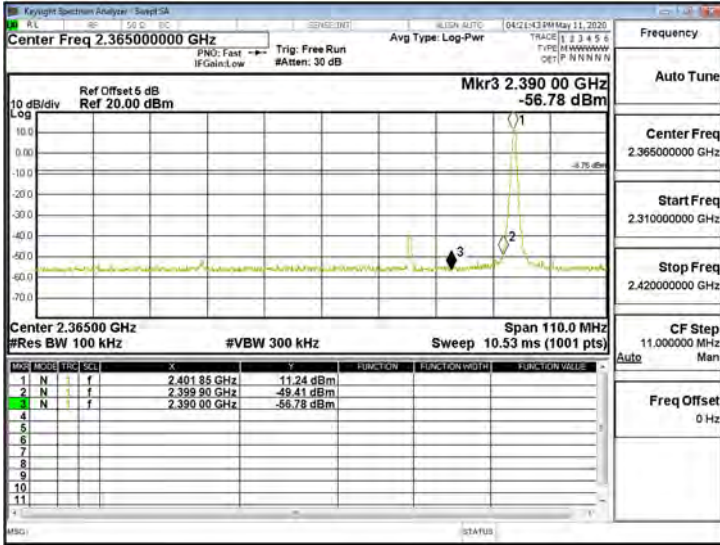 Keysight Spectrum Analyzer - Swept SA
RL RF 50 Ω DC SENSE:INT ALIGN AUTO 04:21:43 PM May 11, 2020
Center Freq 2.365000000 GHz
PNO: Fast
IFGain:Low
Trig: Free Run
#Atten: 30 dB
Avg Type: Log-Pwr
TRACE 1 2 3 4 5 6
TYPE MWWWWW
DET P N N N N N
Ref Offset 5 dB
Ref 20.00 dBm
Mkr3 2.390 00 GHz
-56.78 dBm
10 dB/div
Log
10.0
0.00
-10.0
-20.0
-30.0
-40.0
-50.0
-60.0
-70.0
1
2
3
-8.76 dBm
Center 2.36500 GHz
Span 110.0 MHz
#Res BW 100 kHz
#VBW 300 kHz
Sweep 10.53 ms (1001 pts)
MKR MODE TRC SCL X Y FUNCTION FUNCTION WIDTH FUNCTION VALUE
1 N 1 f 2.401 85 GHz 11.24 dBm
2 N 1 f 2.399 90 GHz -49.41 dBm
3 N 1 f 2.390 00 GHz -56.78 dBm
4
5
6
7
8
9
10
11
MSG
STATUS
Frequency
Auto Tune
Center Freq
2.365000000 GHz
Start Freq
2.310000000 GHz
Stop Freq
2.420000000 GHz
CF Step
11.000000 MHz
Auto Man
Freq Offset
0 Hz